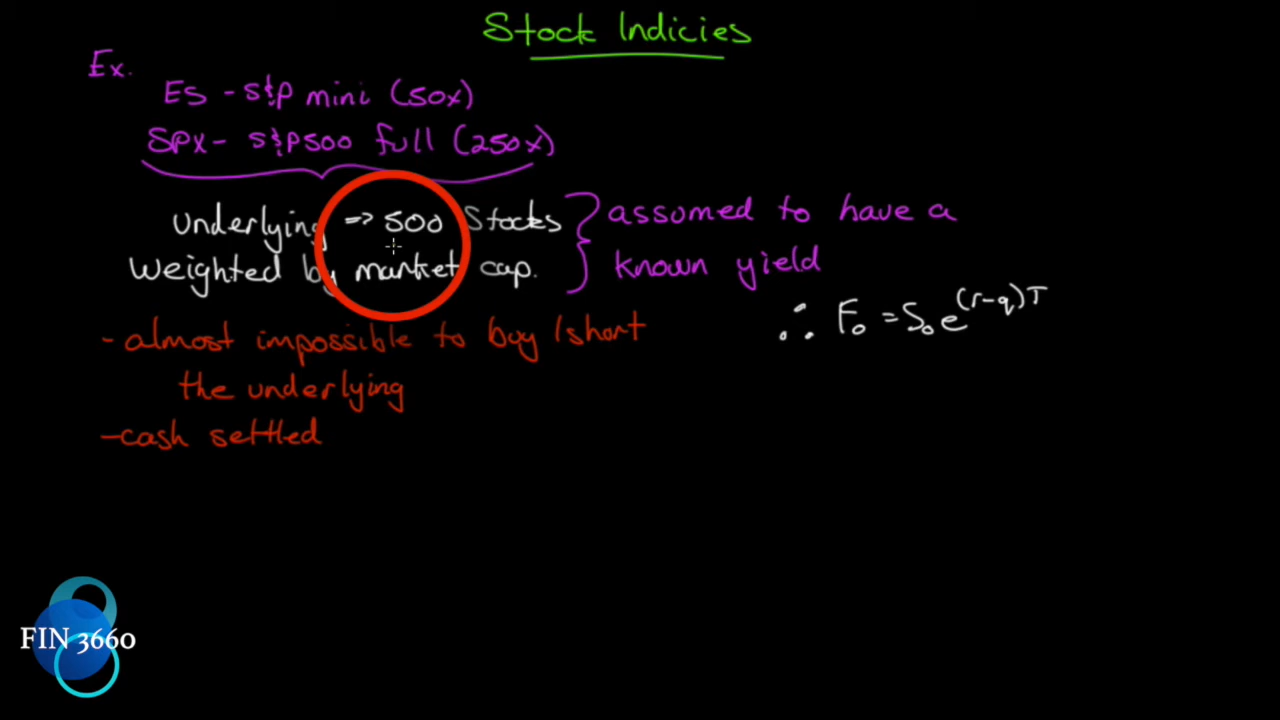 Stock Indicies
Ex.
ES - S&P mini (50x)
SPX - S&P500 full (250x)
Underlying => 500 Stocks
Weighted by market cap.
assumed to have a
known yield
∴ F₀ = S₀e^(r-q)T
- almost impossible to buy/short
the underlying
- cash settled
FIN 3660